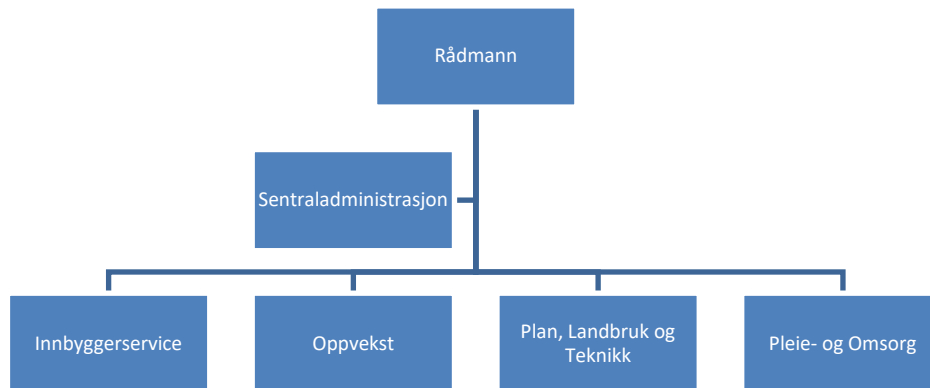 Rådmann
Sentraladministrasjon
Innbyggerservice
Oppvekst
Plan, Landbruk og
Teknikk
Pleie- og Omsorg